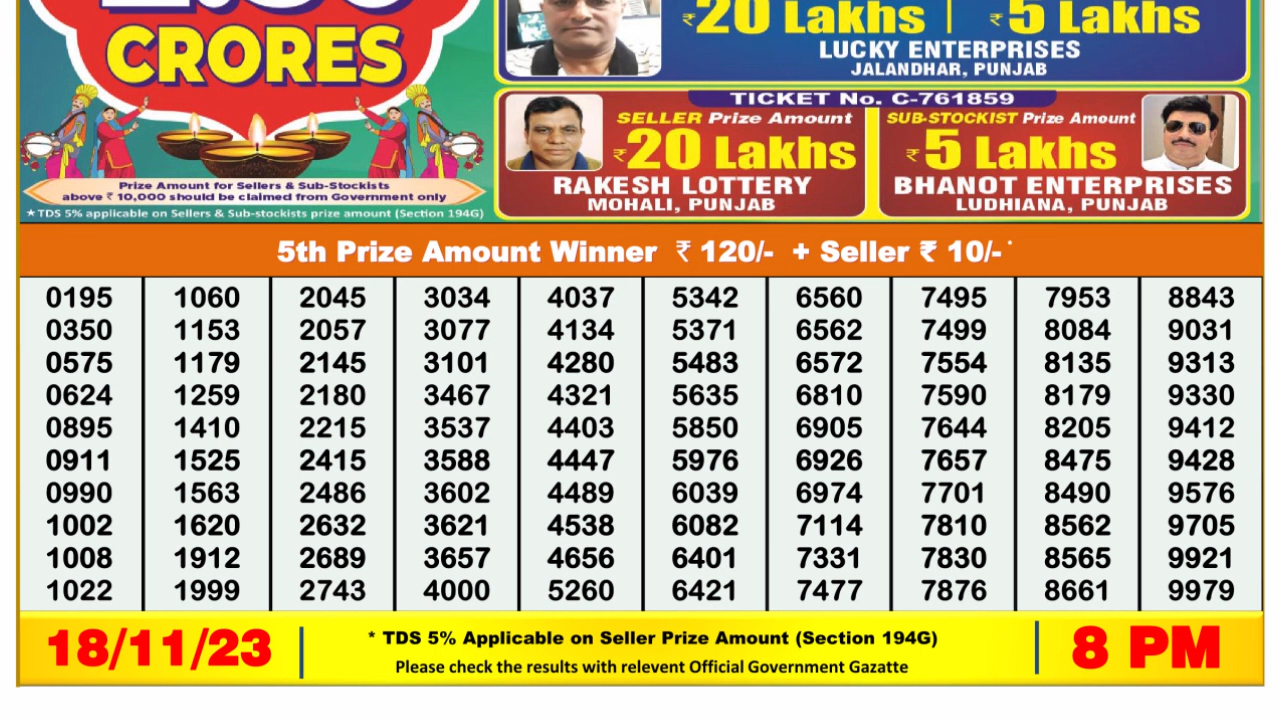 CRORES
Prize Amount for Sellers & Sub-Stockists
above ₹ 10,000 should be claimed from Government only
★TDS 5% applicable on Sellers & Sub-stockists prize amount (Section 194G)
₹20 Lakhs | ₹5 Lakhs
LUCKY ENTERPRISES
JALANDHAR, PUNJAB
TICKET No. C-761859
SELLER Prize Amount
₹20 Lakhs
RAKESH LOTTERY
MOHALI, PUNJAB
SUB-STOCKIST Prize Amount
₹5 Lakhs
BHANOT ENTERPRISES
LUDHIANA, PUNJAB
5th Prize Amount Winner ₹ 120/- + Seller ₹ 10/-*
0195 1060 2045 3034 4037 5342 6560 7495 7953 8843
0350 1153 2057 3077 4134 5371 6562 7499 8084 9031
0575 1179 2145 3101 4280 5483 6572 7554 8135 9313
0624 1259 2180 3467 4321 5635 6810 7590 8179 9330
0895 1410 2215 3537 4403 5850 6905 7644 8205 9412
0911 1525 2415 3588 4447 5976 6926 7657 8475 9428
0990 1563 2486 3602 4489 6039 6974 7701 8490 9576
1002 1620 2632 3621 4538 6082 7114 7810 8562 9705
1008 1912 2689 3657 4656 6401 7331 7830 8565 9921
1022 1999 2743 4000 5260 6421 7477 7876 8661 9979
18/11/23
* TDS 5% Applicable on Seller Prize Amount (Section 194G)
Please check the results with relevent Official Government Gazatte
8 PM